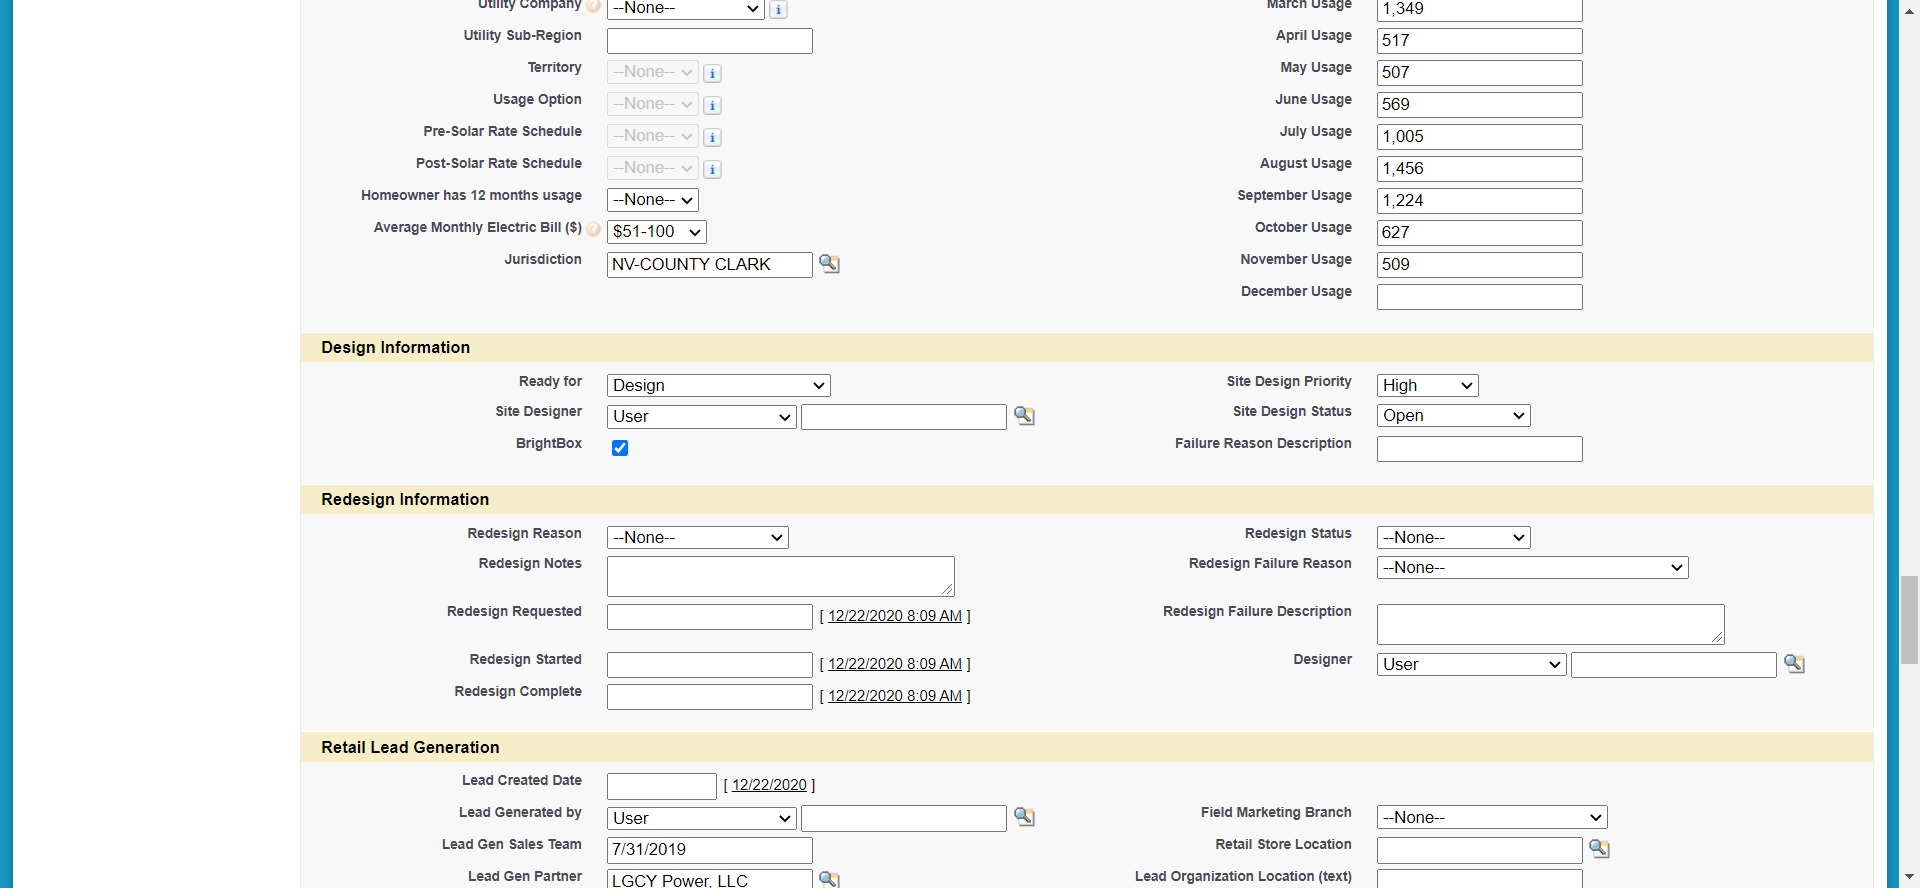 Utility Company --None-- March Usage 1,349
Utility Sub-Region April Usage 517
Territory --None-- May Usage 507
Usage Option --None-- June Usage 569
Pre-Solar Rate Schedule --None-- July Usage 1,005
Post-Solar Rate Schedule --None-- August Usage 1,456
Homeowner has 12 months usage --None-- September Usage 1,224
Average Monthly Electric Bill ($) $51-100 October Usage 627
Jurisdiction NV-COUNTY CLARK November Usage 509
December Usage
Design Information
Ready for Design Site Design Priority High
Site Designer User Site Design Status Open
BrightBox Failure Reason Description
Redesign Information
Redesign Reason --None-- Redesign Status --None--
Redesign Notes Redesign Failure Reason --None--
Redesign Requested [ 12/22/2020 8:09 AM ] Redesign Failure Description
Redesign Started [ 12/22/2020 8:09 AM ] Designer User
Redesign Complete [ 12/22/2020 8:09 AM ]
Retail Lead Generation
Lead Created Date [ 12/22/2020 ]
Lead Generated by User Field Marketing Branch --None--
Lead Gen Sales Team 7/31/2019 Retail Store Location
Lead Gen Partner LGCY Power, LLC Lead Organization Location (text)